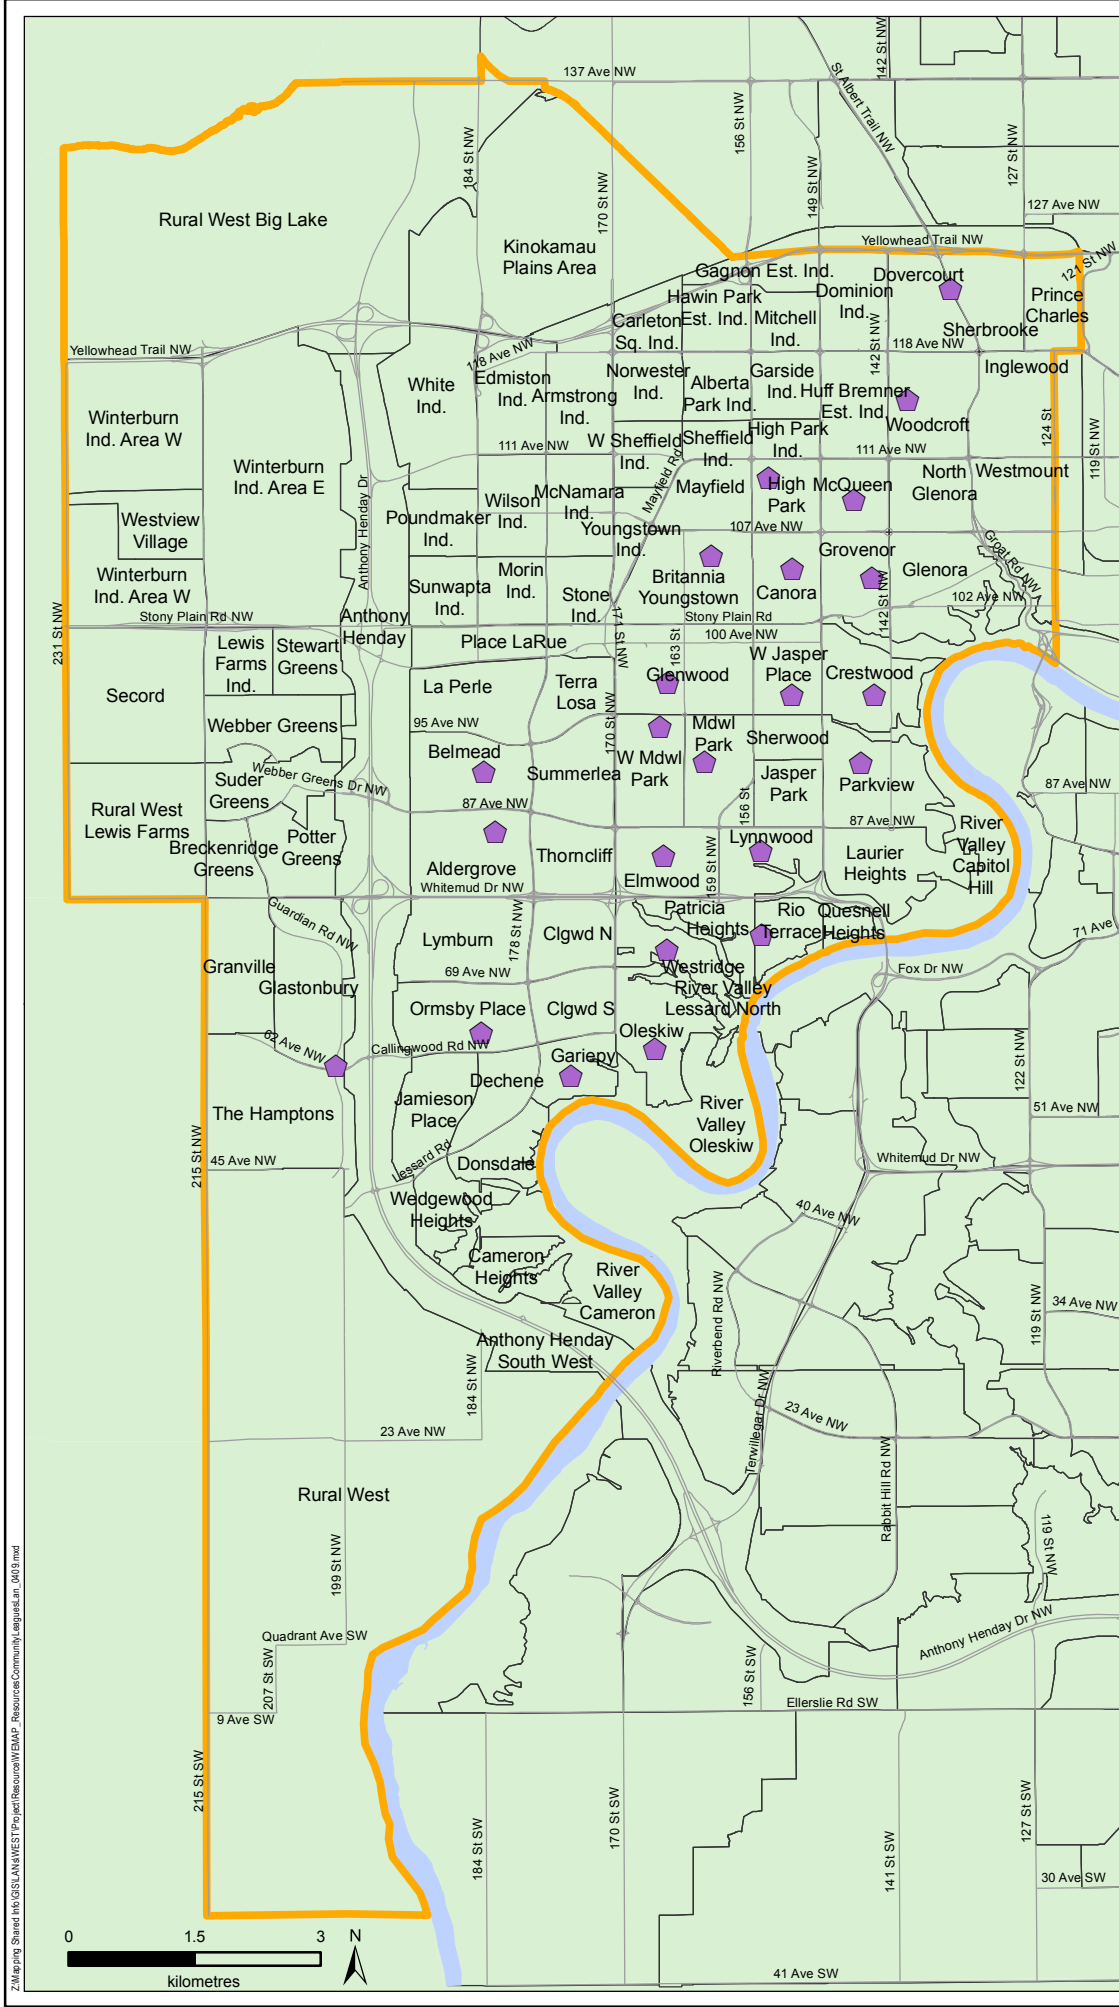 137 Ave NW
142 St NW
St Albert Trail NW
184 St NW
156 St NW
127 St NW
170 St NW
149 St NW
127 Ave NW
Rural West Big Lake
Kinokamau
Plains Area
Yellowhead Trail NW
121 St NW
Gagnon Est. Ind.
Dovercourt
Hawin Park
Est. Ind.
Dominion
Ind.
Prince
Charles
Carleton
Sq. Ind.
Mitchell
Ind.
142 St NW
Sherbrooke
118 Ave NW
Yellowhead Trail NW
118 Ave NW
Inglewood
White
Ind.
Edmiston
Ind.
Armstrong
Ind.
Norwester
Ind.
Alberta
Park Ind.
Garside
Ind.
Huff Bremner
Est. Ind.
Woodcroft
124 St
119 St NW
Winterburn
Ind. Area W
111 Ave NW
W Sheffield
Ind.
Sheffield
Ind.
High Park
Ind.
111 Ave NW
Winterburn
Ind. Area E
Anthony Henday Dr
Mayfield Rd
Mayfield
High
Park
McQueen
North
Glenora
Westmount
Wilson
Ind.
McNamara
Ind.
Westview
Village
Poundmaker
Ind.
Youngstown
Ind.
107 Ave NW
Groat Rd NW
Grovenor
Glenora
Winterburn
Ind. Area W
Sunwapta
Ind.
Morin
Ind.
Stone
Ind.
Britannia
Youngstown
Canora
142 St NW
102 Ave NW
231 St NW
Stony Plain Rd NW
Anthony
Henday
171 St NW
Stony Plain Rd
100 Ave NW
163 St
Lewis
Farms
Ind.
Stewart
Greens
Place LaRue
W Jasper
Place
Crestwood
Secord
La Perle
Terra
Losa
Glenwood
170 St NW
Webber Greens
95 Ave NW
Belmead
Mdwl
Park
Sherwood
W Mdwl
Park
Summerlea
Suder
Greens
Webber Greens Dr NW
Jasper
Park
Parkview
87 Ave NW
156 St
87 Ave NW
87 Ave NW
Rural West
Lewis Farms
Breckenridge
Greens
Potter
Greens
Thorncliff
Lynnwood
Laurier
Heights
River
Valley
Capitol
Hill
Aldergrove
Elmwood
159 St NW
Whitemud Dr NW
Guardian Rd NW
Patricia
Heights
Rio
Terrace
Quesnell
Heights
71 Ave
Lymburn
178 St NW
Clgwd N
Granville
Glastonbury
69 Ave NW
Westridge
Fox Dr NW
River Valley
Lessard North
Ormsby Place
Clgwd S
Oleskiw
62 Ave NW
Callingwood Rd NW
Gariepy
122 St NW
Dechene
The Hamptons
Jamieson
Place
River
Valley
Oleskiw
51 Ave NW
215 St NW
45 Ave NW
Lessard Rd
Donsdale
Whitemud Dr NW
Wedgewood
Heights
40 Ave NW
Cameron
Heights
River
Valley
Cameron
Riverbend Rd NW
119 St NW
34 Ave NW
Anthony Henday
South West
184 St NW
Terwillegar Dr NW
23 Ave NW
23 Ave NW
Rabbit Hill Rd NW
Rural West
199 St NW
119 St NW
Quadrant Ave SW
207 St SW
9 Ave SW
Anthony Henday Dr NW
156 St SW
Ellerslie Rd SW
215 St SW
170 St SW
127 St SW
184 St SW
141 St SW
30 Ave SW
0 1.5 3
kilometres
N
41 Ave SW